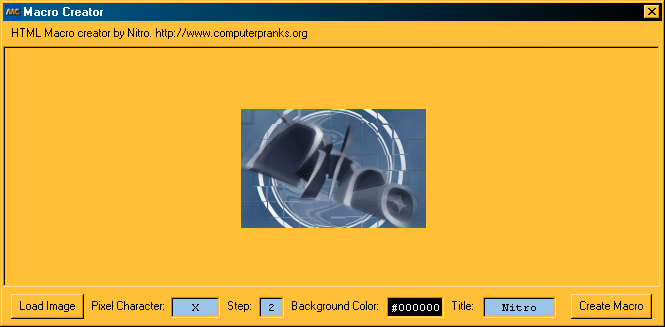 MC Macro Creator
HTML Macro creator by Nitro. http://www.computerpranks.org
Load Image Pixel Character: X Step: 2 Background Color: #000000 Title: Nitro Create Macro